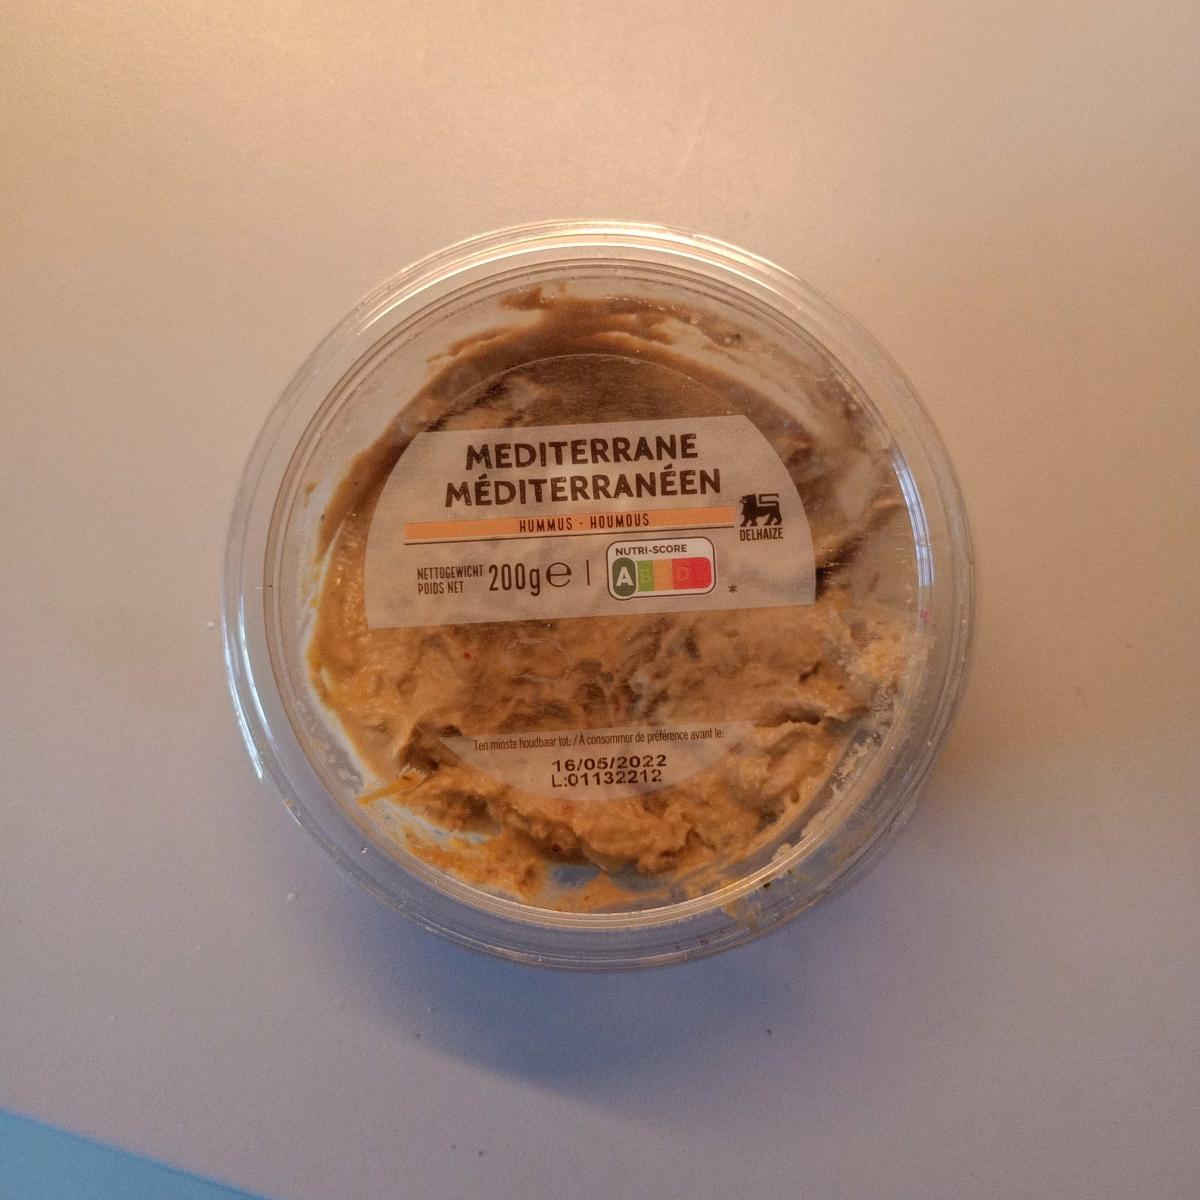 MEDITERRANE
MÉDITERRANÉEN
HUMMUS - HOUMOUS
DELHAIZE
NETTOGEWICHT
POIDS NET
200g℮
NUTRI-SCORE
A B C D E
*
Ten minste houdbaar tot: / À consommer de préférence avant le:
16/05/2022
L:01132212